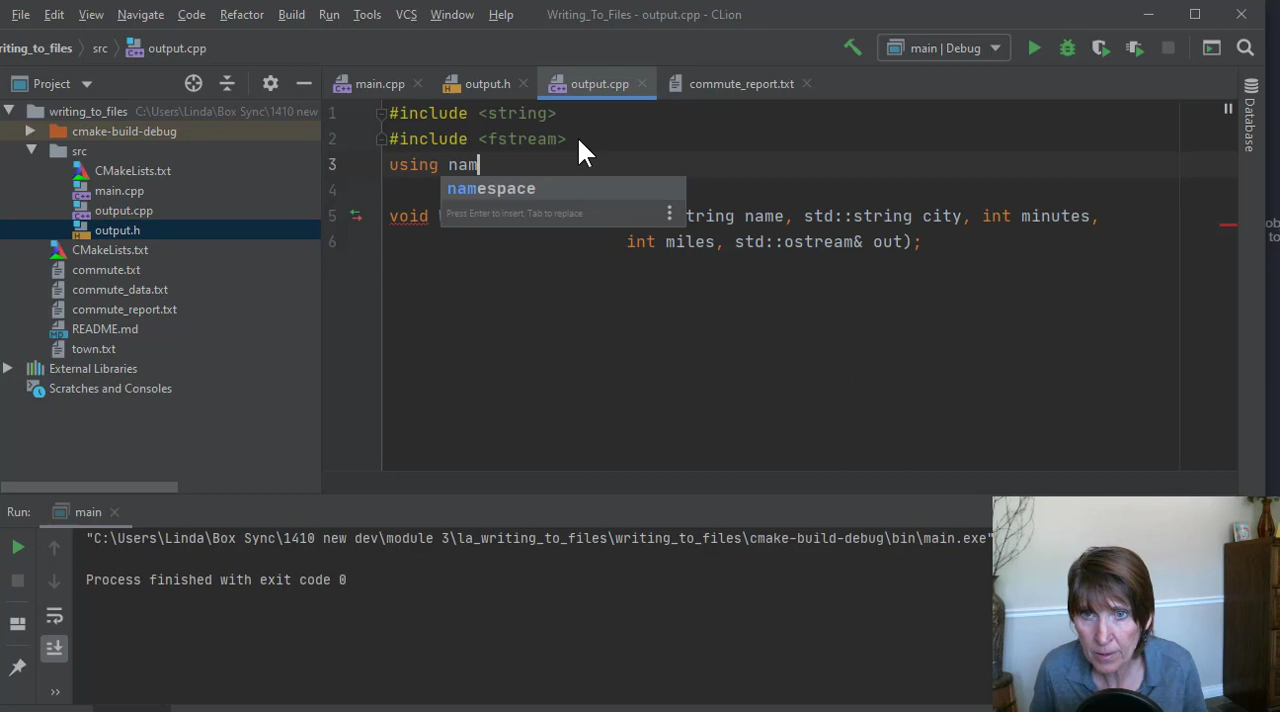 File Edit View Navigate Code Refactor Build Run Tools VCS Window Help Writing_To_Files - output.cpp - CLion
riting_to_files src output.cpp main | Debug
Project main.cpp output.h output.cpp commute_report.txt
writing_to_files C:\Users\Linda\Box Sync\1410 new
cmake-build-debug
src
CMakeLists.txt
main.cpp
output.cpp
output.h
CMakeLists.txt
commute.txt
commute_data.txt
commute_report.txt
README.md
town.txt
External Libraries
Scratches and Consoles
1 #include <string>
2 #include <fstream>
3 using nam
namespace
4
Press Enter to insert, Tab to replace
5 void tring name, std::string city, int minutes,
6 int miles, std::ostream& out);
Database
Run: main
"C:\Users\Linda\Box Sync\1410 new dev\module 3\la_writing_to_files\writing_to_files\cmake-build-debug\bin\main.exe"
Process finished with exit code 0